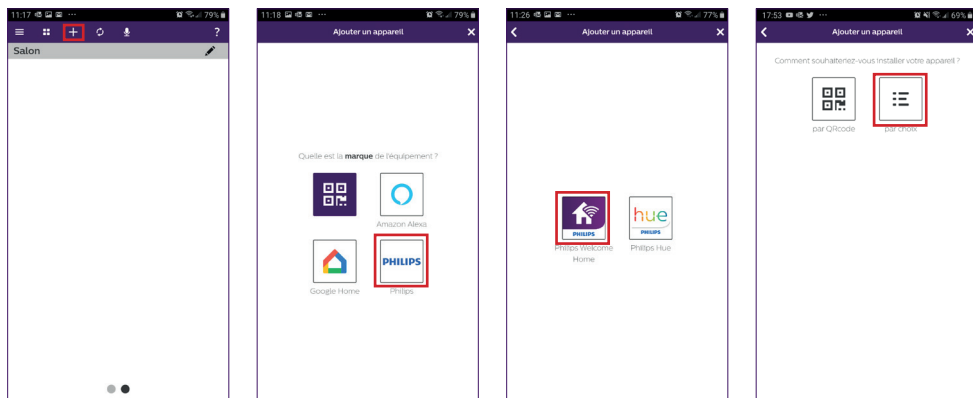 11:17 79%
?
Salon
11:18 79%
Ajouter un appareil
Quelle est la marque de l'équipement ?
Amazon Alexa
PHILIPS
Google Home
Philips
11:26 77%
Ajouter un appareil
PHILIPS
hue
PHILIPS
Philips Welcome
Home
Philips Hue
17:53 69%
Ajouter un appareil
Comment souhaitenez-vous installer votre appareil ?
par QRcode
par choix